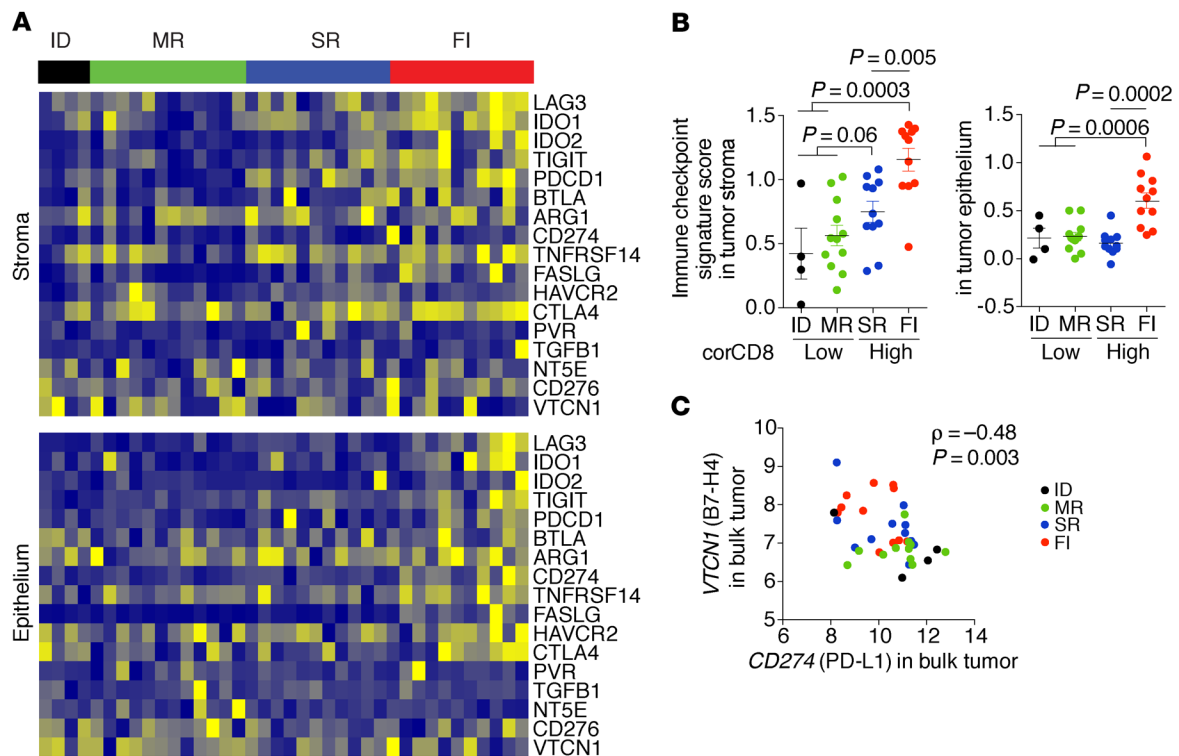 A
ID MR SR FI
Stroma
LAG3
IDO1
IDO2
TIGIT
PDCD1
BTLA
ARG1
CD274
TNFRSF14
FASLG
HAVCR2
CTLA4
PVR
TGFB1
NT5E
CD276
VTCN1
Epithelium
LAG3
IDO1
IDO2
TIGIT
PDCD1
BTLA
ARG1
CD274
TNFRSF14
FASLG
HAVCR2
CTLA4
PVR
TGFB1
NT5E
CD276
VTCN1
B
P = 0.005
P = 0.0003
P = 0.06
Immune checkpoint
signature score
in tumor stroma
1.5
1.0
0.5
0.0
ID MR SR FI
corCD8 Low High
P = 0.0002
P = 0.0006
in tumor epithelium
1.5
1.0
0.5
0.0
-0.5
ID MR SR FI
Low High
C
ρ = –0.48
P = 0.003
VTCN1 (B7-H4)
in bulk tumor
10
9
8
7
6
5
6 8 10 12 14
CD274 (PD-L1) in bulk tumor
ID
MR
SR
FI